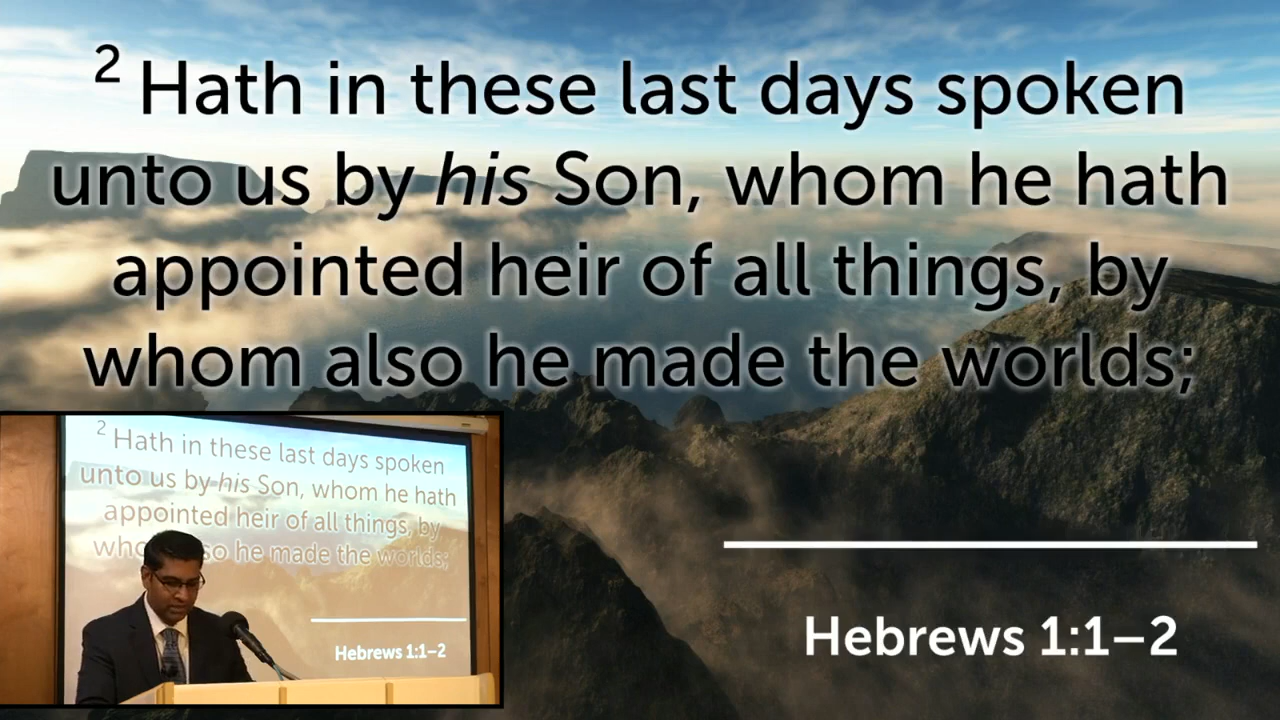 2 Hath in these last days spoken
unto us by his Son, whom he hath
appointed heir of all things, by
whom also he made the worlds;
Hebrews 1:1–2
2 Hath in these last days spoken
unto us by his Son, whom he hath
appointed heir of all things, by
so he made the worlds;
Hebrews 1:1–2